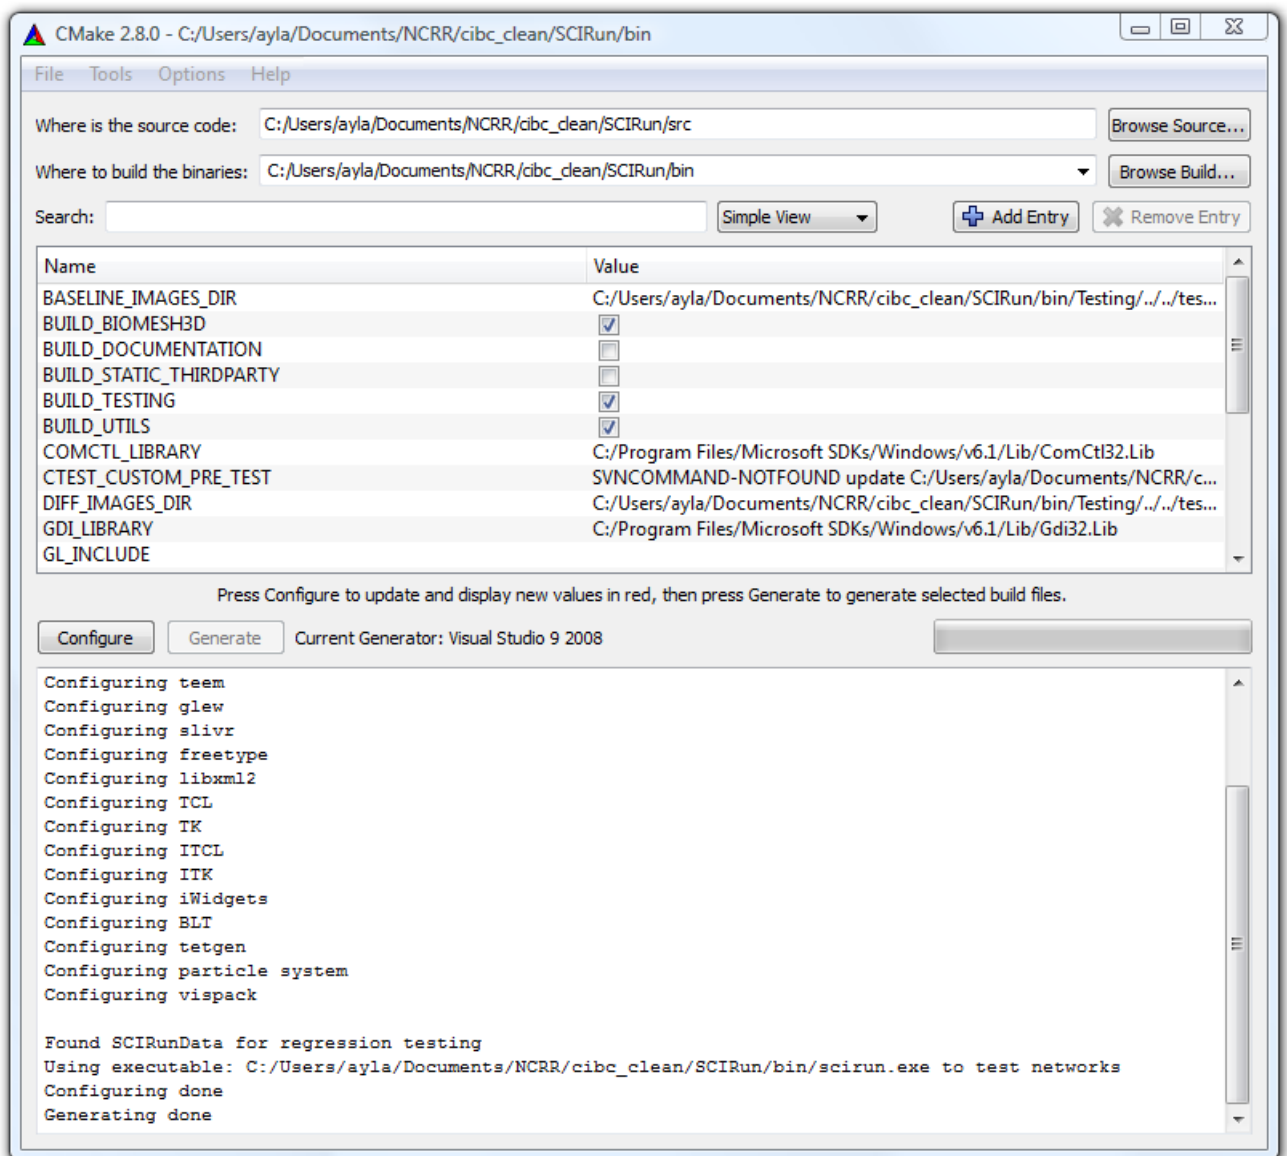 CMake 2.8.0 - C:/Users/ayla/Documents/NCRR/cibc_clean/SCIRun/bin
File Tools Options Help
Where is the source code: C:/Users/ayla/Documents/NCRR/cibc_clean/SCIRun/src Browse Source...
Where to build the binaries: C:/Users/ayla/Documents/NCRR/cibc_clean/SCIRun/bin Browse Build...
Search: Simple View Add Entry Remove Entry
Name Value
BASELINE_IMAGES_DIR C:/Users/ayla/Documents/NCRR/cibc_clean/SCIRun/bin/Testing/../../tes...
BUILD_BIOMESH3D
BUILD_DOCUMENTATION
BUILD_STATIC_THIRDPARTY
BUILD_TESTING
BUILD_UTILS
COMCTL_LIBRARY C:/Program Files/Microsoft SDKs/Windows/v6.1/Lib/ComCtl32.Lib
CTEST_CUSTOM_PRE_TEST SVNCOMMAND-NOTFOUND update C:/Users/ayla/Documents/NCRR/c...
DIFF_IMAGES_DIR C:/Users/ayla/Documents/NCRR/cibc_clean/SCIRun/bin/Testing/../../tes...
GDI_LIBRARY C:/Program Files/Microsoft SDKs/Windows/v6.1/Lib/Gdi32.Lib
GL_INCLUDE
Press Configure to update and display new values in red, then press Generate to generate selected build files.
Configure Generate Current Generator: Visual Studio 9 2008
Configuring teem
Configuring glew
Configuring slivr
Configuring freetype
Configuring libxml2
Configuring TCL
Configuring TK
Configuring ITCL
Configuring ITK
Configuring iWidgets
Configuring BLT
Configuring tetgen
Configuring particle system
Configuring vispack
Found SCIRunData for regression testing
Using executable: C:/Users/ayla/Documents/NCRR/cibc_clean/SCIRun/bin/scirun.exe to test networks
Configuring done
Generating done